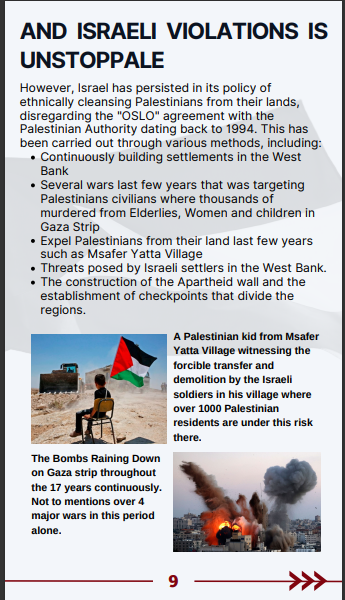 AND ISRAELI VIOLATIONS IS
UNSTOPPALE
However, Israel has persisted in its policy of
ethnically cleansing Palestinians from their lands,
disregarding the "OSLO" agreement with the
Palestinian Authority dating back to 1994. This has
been carried out through various methods, including:
• Continuously building settlements in the West
Bank
• Several wars last few years that was targeting
Palestinians civilians where thousands of
murdered from Elderlies, Women and children in
Gaza Strip
• Expel Palestinians from their land last few years
such as Msafer Yatta Village
• Threats posed by Israeli settlers in the West Bank.
• The construction of the Apartheid wall and the
establishment of checkpoints that divide the
regions.
A Palestinian kid from Msafer
Yatta Village witnessing the
forcible transfer and
demolition by the Israeli
soldiers in his village where
over 1000 Palestinian
residents are under this risk
there.
The Bombs Raining Down
on Gaza strip throughout
the 17 years continuously.
Not to mentions over 4
major wars in this period
alone.
9